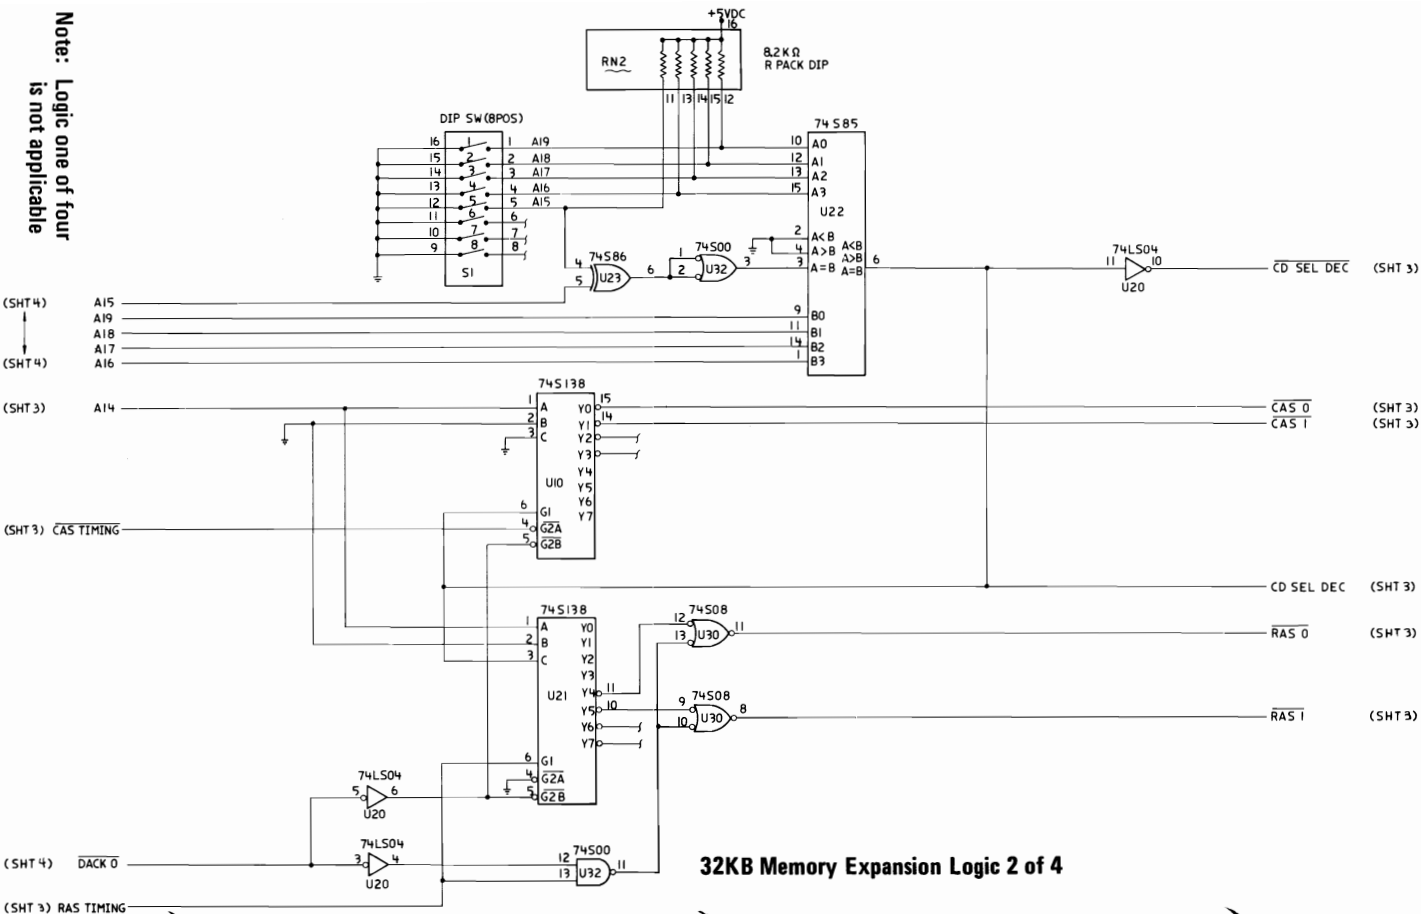 Note: Logic one of four
is not applicable
+5VDC
16
RN2
8.2K Ω
R PACK DIP
11 13 14 15 12
DIP SW (8POS)
16 1 1 A19
15 2 2 A18
14 3 3 A17
13 4 4 A16
12 5 5 A15
11 6 6
10 7 7
9 8 8
S1
74S85
10 A0
12 A1
13 A2
15 A3
U22
2 A<B
4 A>B
3 A=B
A<B
A>B
A=B
6
9 B0
11 B1
14 B2
1 B3
74S86
4
5
U23
6
74S00
1
2
U32
3
74LS04
11 10
U20
CD SEL DEC (SHT 3)
(SHT 4) A15
A19
A18
A17
(SHT 4) A16
(SHT 3) A14
74S138
1 A
2 B
3 C
Y0 15
Y1 14
Y2
Y3
Y4
Y5
Y6
Y7
U10
6 G1
4 G2A
5 G2B
CAS 0 (SHT 3)
CAS 1 (SHT 3)
(SHT 3) CAS TIMING
CD SEL DEC (SHT 3)
74S138
1 A
2 B
3 C
Y0
Y1
Y2
Y3
Y4 11
Y5 10
Y6
Y7
U21
6 G1
4 G2A
5 G2B
74S08
12
13
U30
11
RAS 0 (SHT 3)
74S08
9
10
U30
8
RAS 1 (SHT 3)
74LS04
5 6
U20
74LS04
3 4
U20
(SHT 4) DACK 0
74S00
12
13
U32
11
(SHT 3) RAS TIMING
32KB Memory Expansion Logic 2 of 4